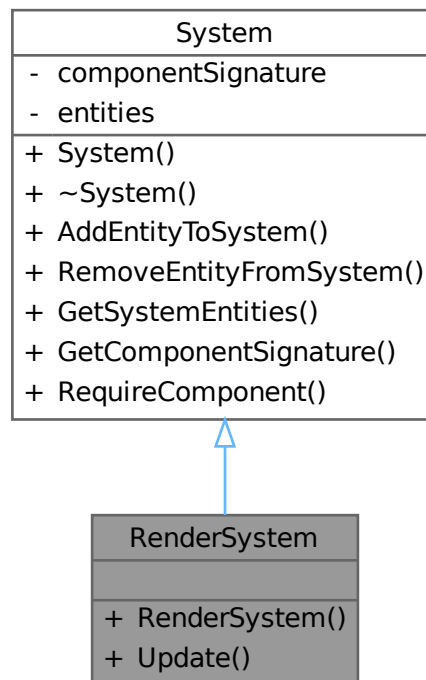 System
- componentSignature
- entities
+ System()
+ ~System()
+ AddEntityToSystem()
+ RemoveEntityFromSystem()
+ GetSystemEntities()
+ GetComponentSignature()
+ RequireComponent()
RenderSystem
+ RenderSystem()
+ Update()